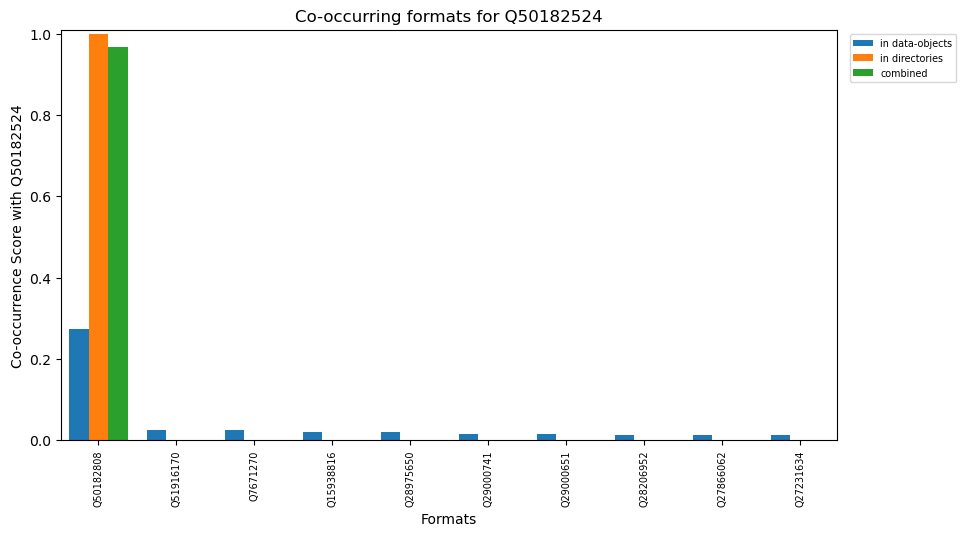 Co-occurring formats for Q50182524
in data-objects
in directories
combined
Co-occurrence Score with Q50182524
1.0
0.8
0.6
0.4
0.2
0.0
Q50182808
Q51916170
Q7671270
Q15938816
Q28975650
Q29000741
Q29000651
Q28206952
Q27866062
Q27231634
Formats